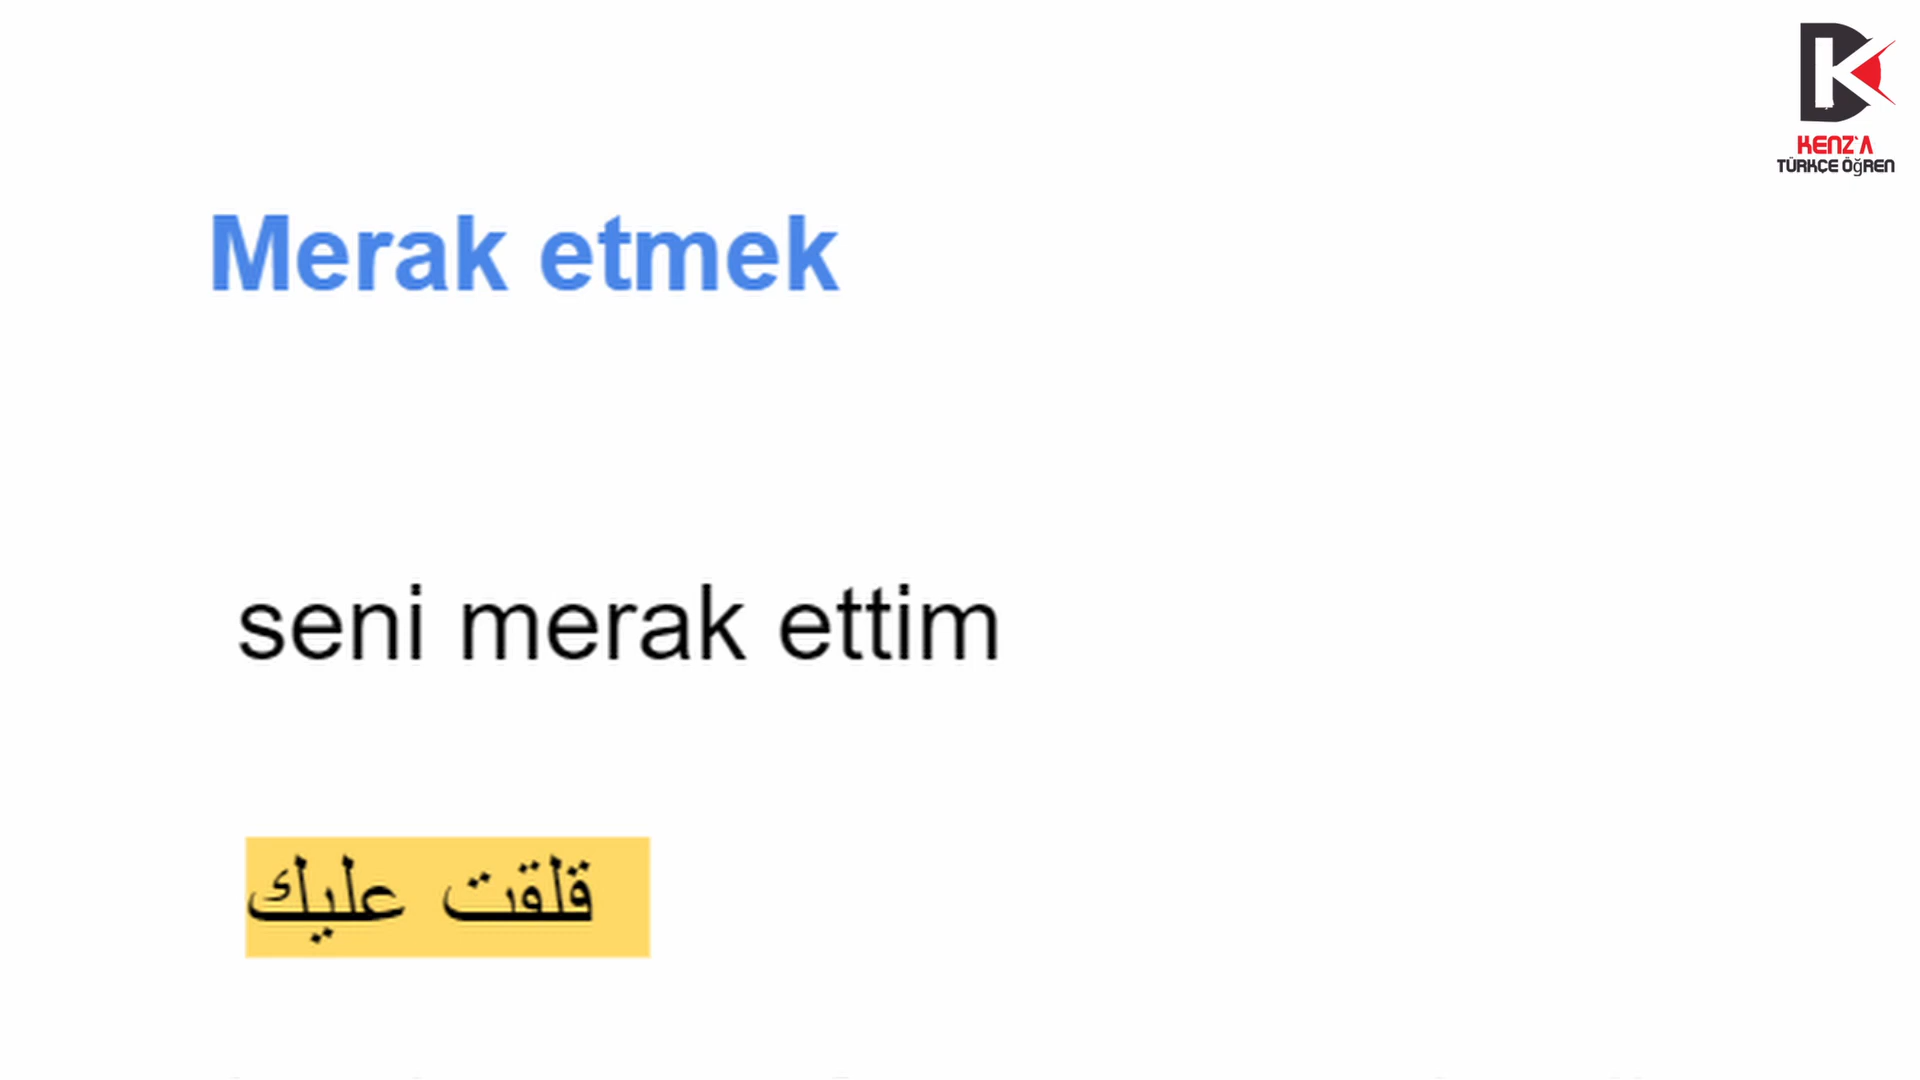 KENZ'A
TÜRKÇE ÖğREN
Merak etmek
seni merak ettim
قلقت عليك